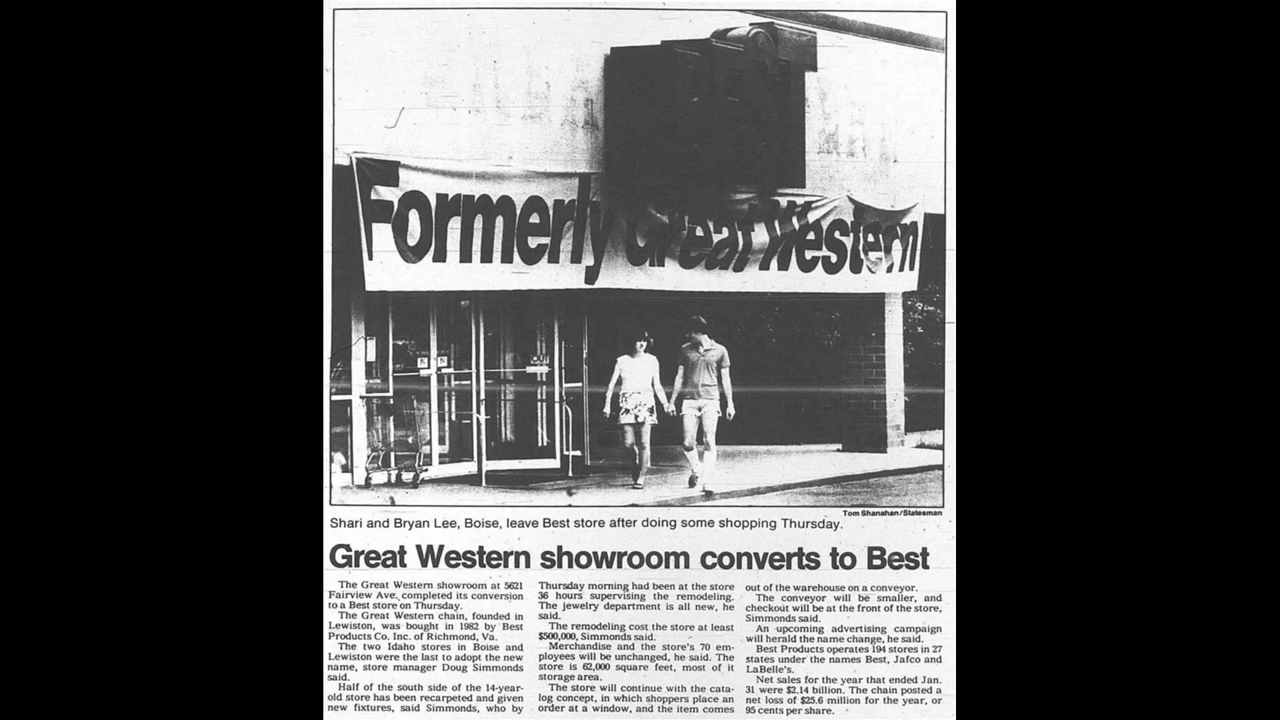 Formerly Great Western
OUT
Tom Shanahan/Statesman
Shari and Bryan Lee, Boise, leave Best store after doing some shopping Thursday.
Great Western showroom converts to Best
The Great Western showroom at 5621
Fairview Ave. completed its conversion
to a Best store on Thursday.
The Great Western chain, founded in
Lewiston, was bought in 1982 by Best
Products Co. Inc. of Richmond, Va.
The two Idaho stores in Boise and
Lewiston were the last to adopt the new
name, store manager Doug Simmonds
said.
Half of the south side of the 14-year-
old store has been recarpeted and given
new fixtures, said Simmonds, who by
Thursday morning had been at the store
36 hours supervising the remodeling.
The jewelry department is all new, he
said.
The remodeling cost the store at least
$500,000, Simmonds said.
Merchandise and the store's 70 em-
ployees will be unchanged, he said. The
store is 62,000 square feet, most of it
storage area.
The store will continue with the cata-
log concept, in which shoppers place an
order at a window, and the item comes
out of the warehouse on a conveyor.
The conveyor will be smaller, and
checkout will be at the front of the store,
Simmonds said.
An upcoming advertising campaign
will herald the name change, he said.
Best Products operates 194 stores in 27
states under the names Best, Jafco and
LaBelle's.
Net sales for the year that ended Jan.
31 were $2.14 billion. The chain posted a
net loss of $25.6 million for the year, or
95 cents per share.